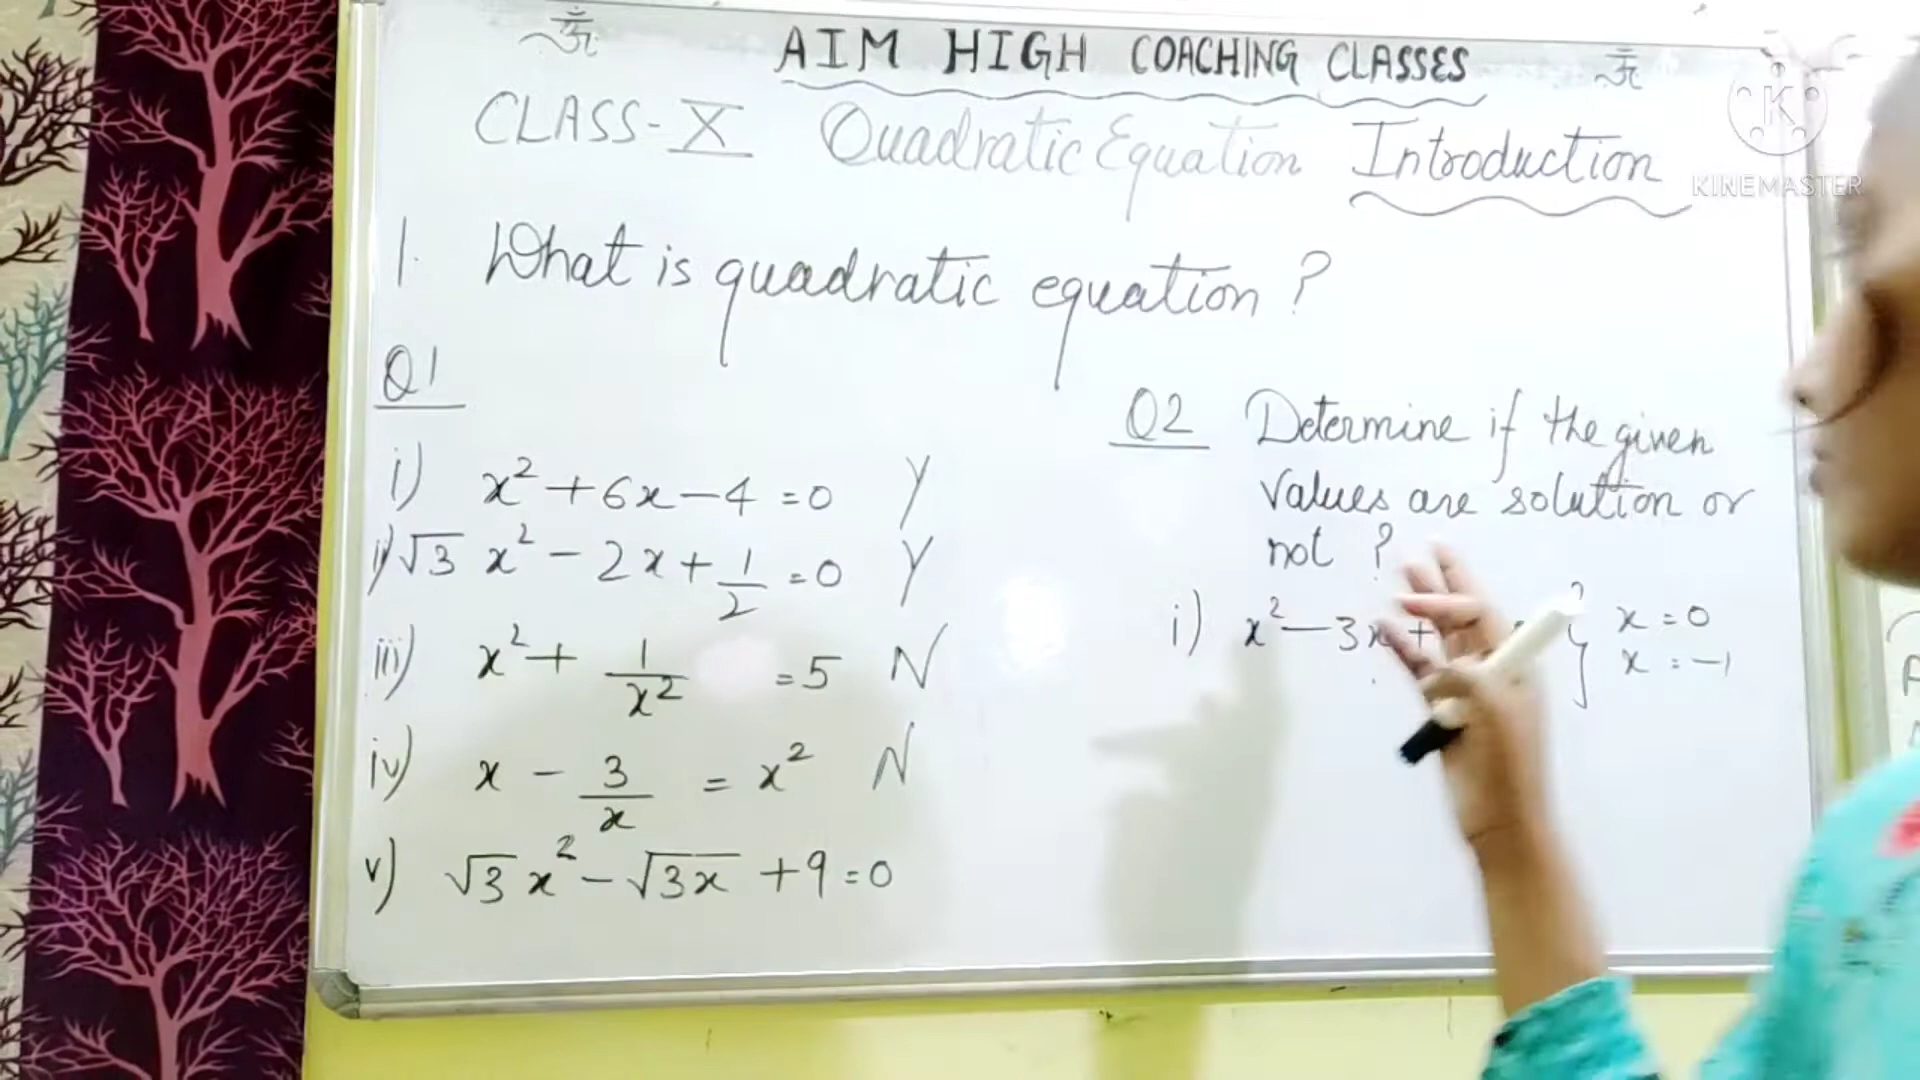 ॐ AIM HIGH COACHING CLASSES ॐ
CLASS-X Quadratic Equation Introduction
1. What is quadratic equation ?
Q1
i) x² + 6x - 4 = 0 Y
ii) √3 x² - 2x + 1/2 = 0 Y
iii) x² + 1/x² = 5 N
iv) x - 3/x = x² N
v) √3 x² - √3x + 9 = 0
Q2 Determine if the given
values are solution or
not ?
i) x² - 3x + } x = 0
x = -1
K
KINEMASTER